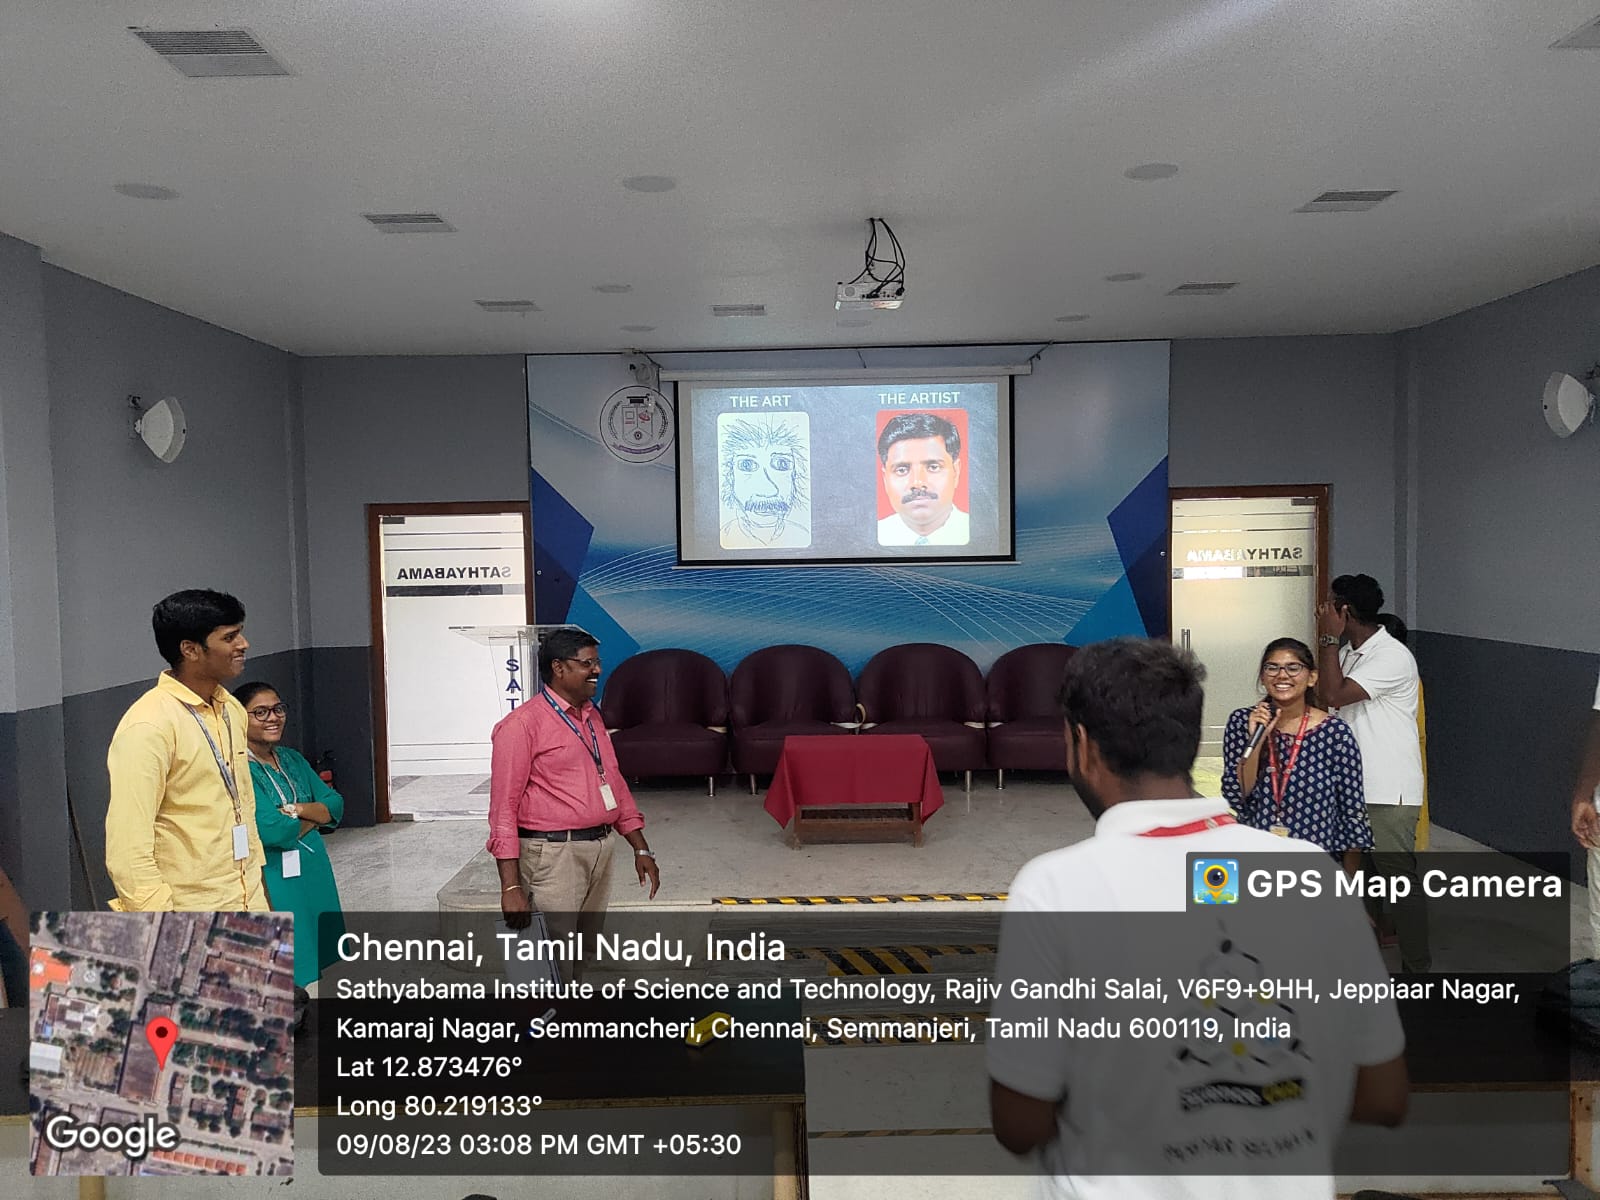 THE ART
THE ARTIST
SATHYABAMA
SATHYABAMA
SAT
GPS Map Camera
Chennai, Tamil Nadu, India
Sathyabama Institute of Science and Technology, Rajiv Gandhi Salai, V6F9+9HH, Jeppiaar Nagar,
Kamaraj Nagar, Semmancheri, Chennai, Semmanjeri, Tamil Nadu 600119, India
Lat 12.873476°
Long 80.219133°
09/08/23 03:08 PM GMT +05:30
Google